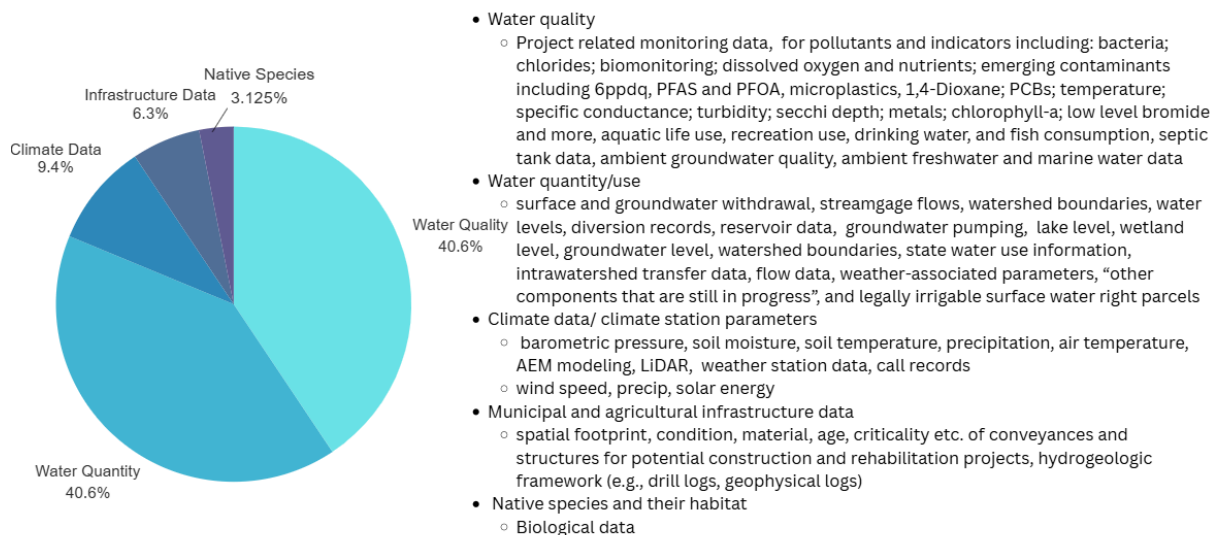 Native Species
3.125%
Infrastructure Data
6.3%
Climate Data
9.4%
Water Quality
40.6%
Water Quantity
40.6%
• Water quality
○ Project related monitoring data, for pollutants and indicators including: bacteria;
chlorides; biomonitoring; dissolved oxygen and nutrients; emerging contaminants
including 6ppdq, PFAS and PFOA, microplastics, 1,4-Dioxane; PCBs; temperature;
specific conductance; turbidity; secchi depth; metals; chlorophyll-a; low level bromide
and more, aquatic life use, recreation use, drinking water, and fish consumption, septic
tank data, ambient groundwater quality, ambient freshwater and marine water data
• Water quantity/use
○ surface and groundwater withdrawal, streamgage flows, watershed boundaries, water
levels, diversion records, reservoir data, groundwater pumping, lake level, wetland
level, groundwater level, watershed boundaries, state water use information,
intrawatershed transfer data, flow data, weather-associated parameters, “other
components that are still in progress”, and legally irrigable surface water right parcels
• Climate data/ climate station parameters
○ barometric pressure, soil moisture, soil temperature, precipitation, air temperature,
AEM modeling, LiDAR, weather station data, call records
○ wind speed, precip, solar energy
• Municipal and agricultural infrastructure data
○ spatial footprint, condition, material, age, criticality etc. of conveyances and
structures for potential construction and rehabilitation projects, hydrogeologic
framework (e.g., drill logs, geophysical logs)
• Native species and their habitat
○ Biological data